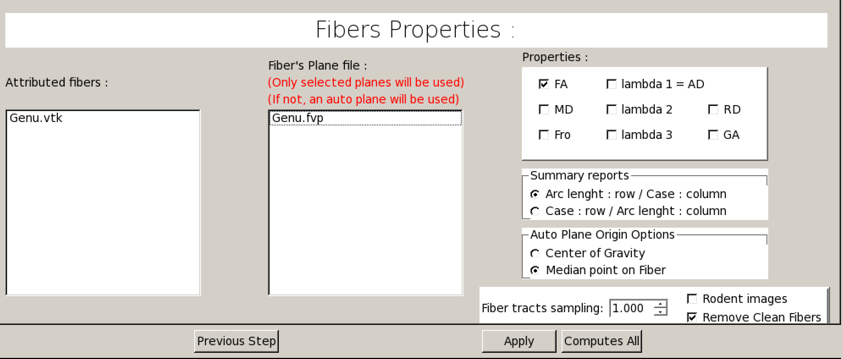 Fibers Properties :
Attributed fibers :
Genu.vtk
Fiber's Plane file :
(Only selected planes will be used)
(If not, an auto plane will be used)
Genu.fvp
Properties :
FA lambda 1 = AD
MD lambda 2 RD
Fro lambda 3 GA
Summary reports
Arc lenght : row / Case : column
Case : row / Arc lenght : column
Auto Plane Origin Options
Center of Gravity
Median point on Fiber
Fiber tracts sampling: 1.000
Rodent images
Remove Clean Fibers
Previous Step Apply Computes All